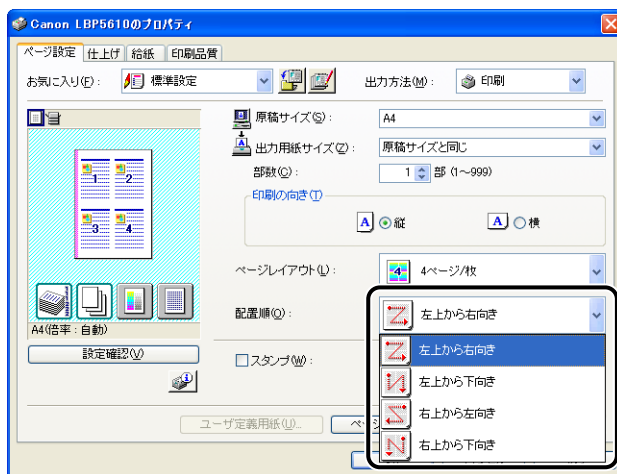 Canon LBP5610のプロパティ
ページ設定 仕上げ 給紙 印刷品質
お気に入り(F): 標準設定 出力方法(M): 印刷
原稿サイズ(S): A4
出力用紙サイズ(Z): 原稿サイズと同じ
部数(C): 1 部 (1~999)
印刷の向き(T)
A 縦 A 横
1 2
3 4
ページレイアウト(L): 4 4ページ/枚
配置順(O): 左上から右向き
A4(倍率:自動)
設定確認(V)
スタンプ(W):
左上から右向き
左上から下向き
右上から左向き
右上から下向き
ユーザ定義用紙(U)...